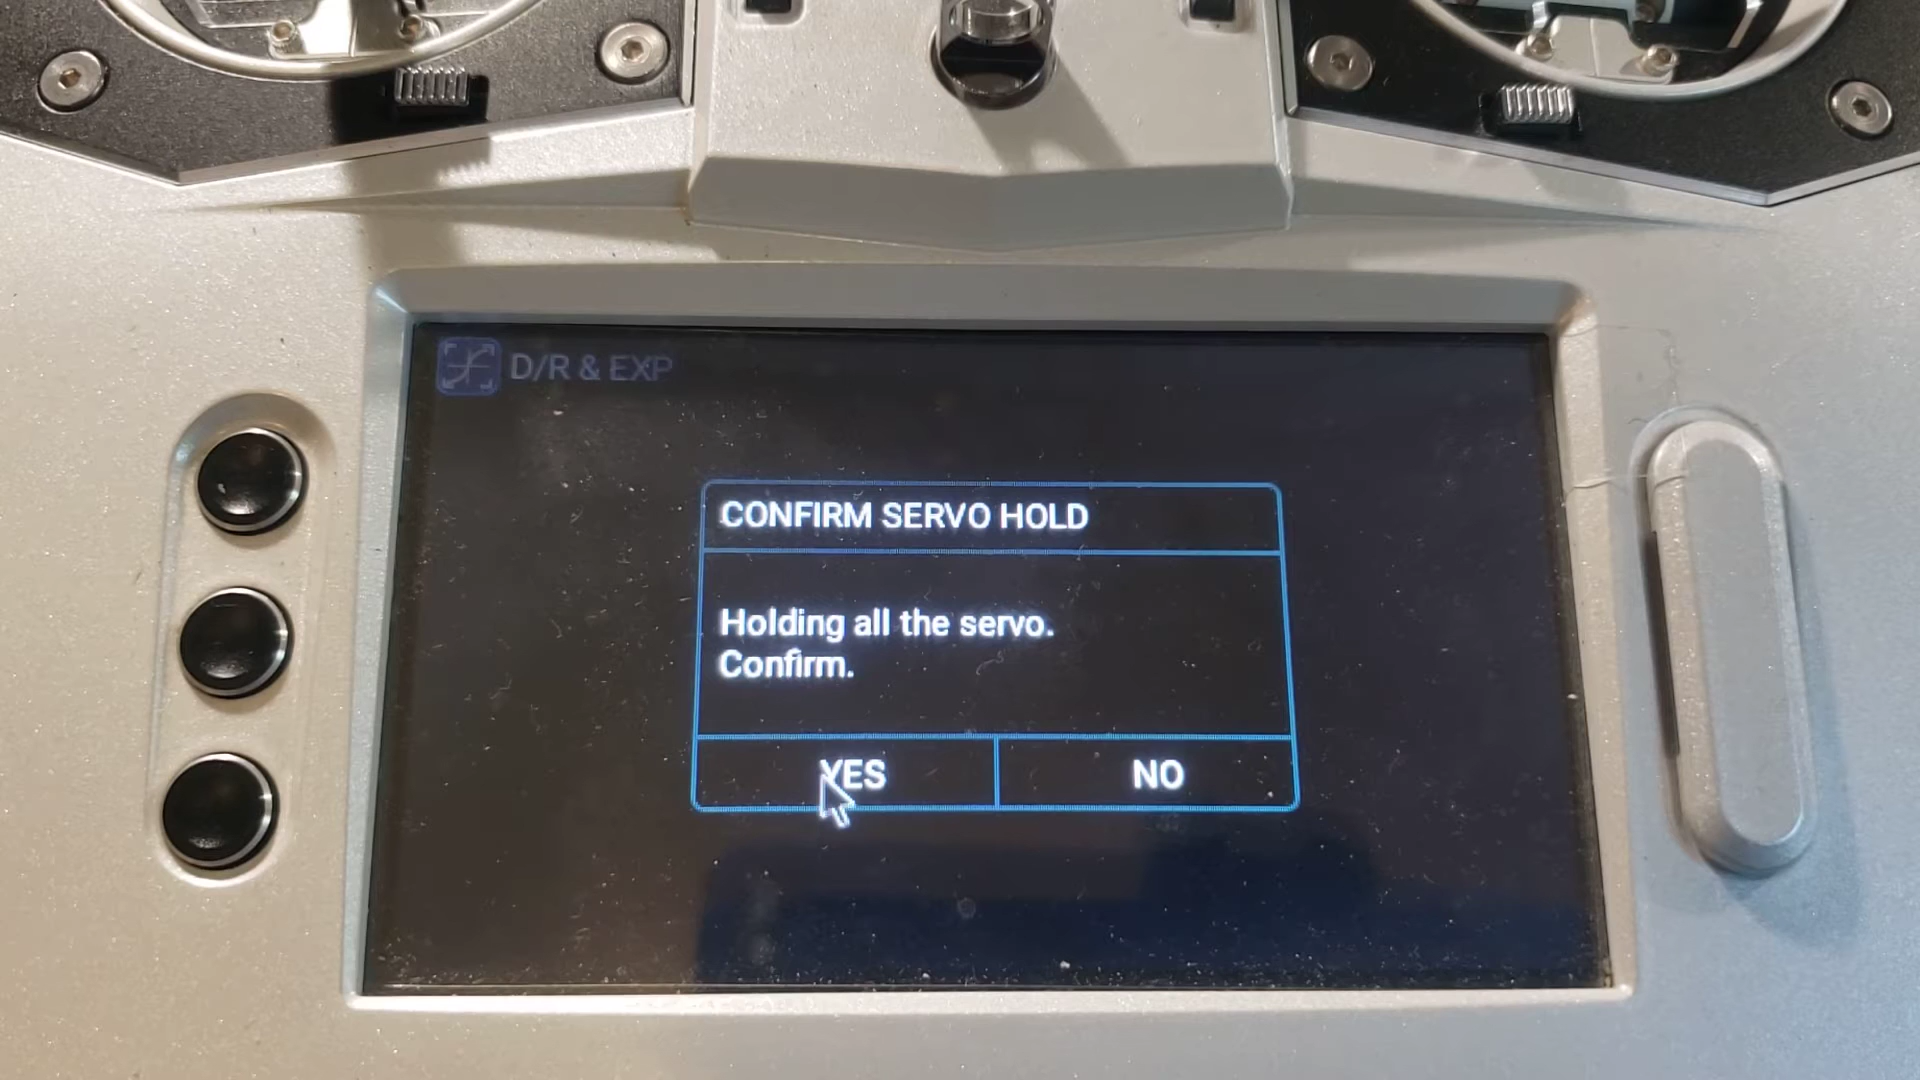 D/R & EXP
CONFIRM SERVO HOLD
Holding all the servo.
Confirm.
YES
NO